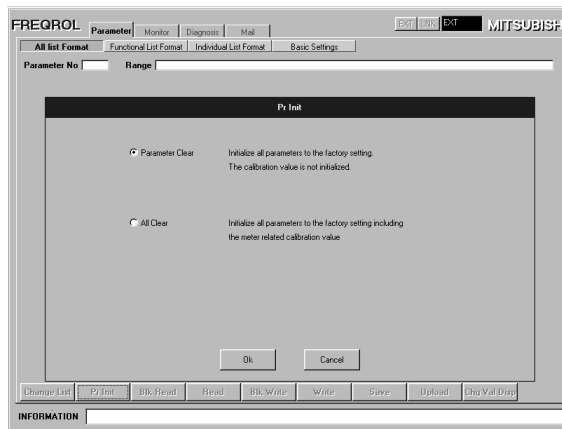 FREQROL Parameter Monitor Diagnosis Mail EXT LNK EXT MITSUBISH
All list Format Functional List Format Individual List Format Basic Settings
Parameter No Range
Pr Init
Parameter Clear Initialize all parameters to the factory setting.
The calibration value is not initialized.
All Clear Initialize all parameters to the factory setting including
the meter related calibration value
Ok Cancel
Change List Pr Init Blk Read Read Blk Write Write Save Upload Chg Val Disp
INFORMATION